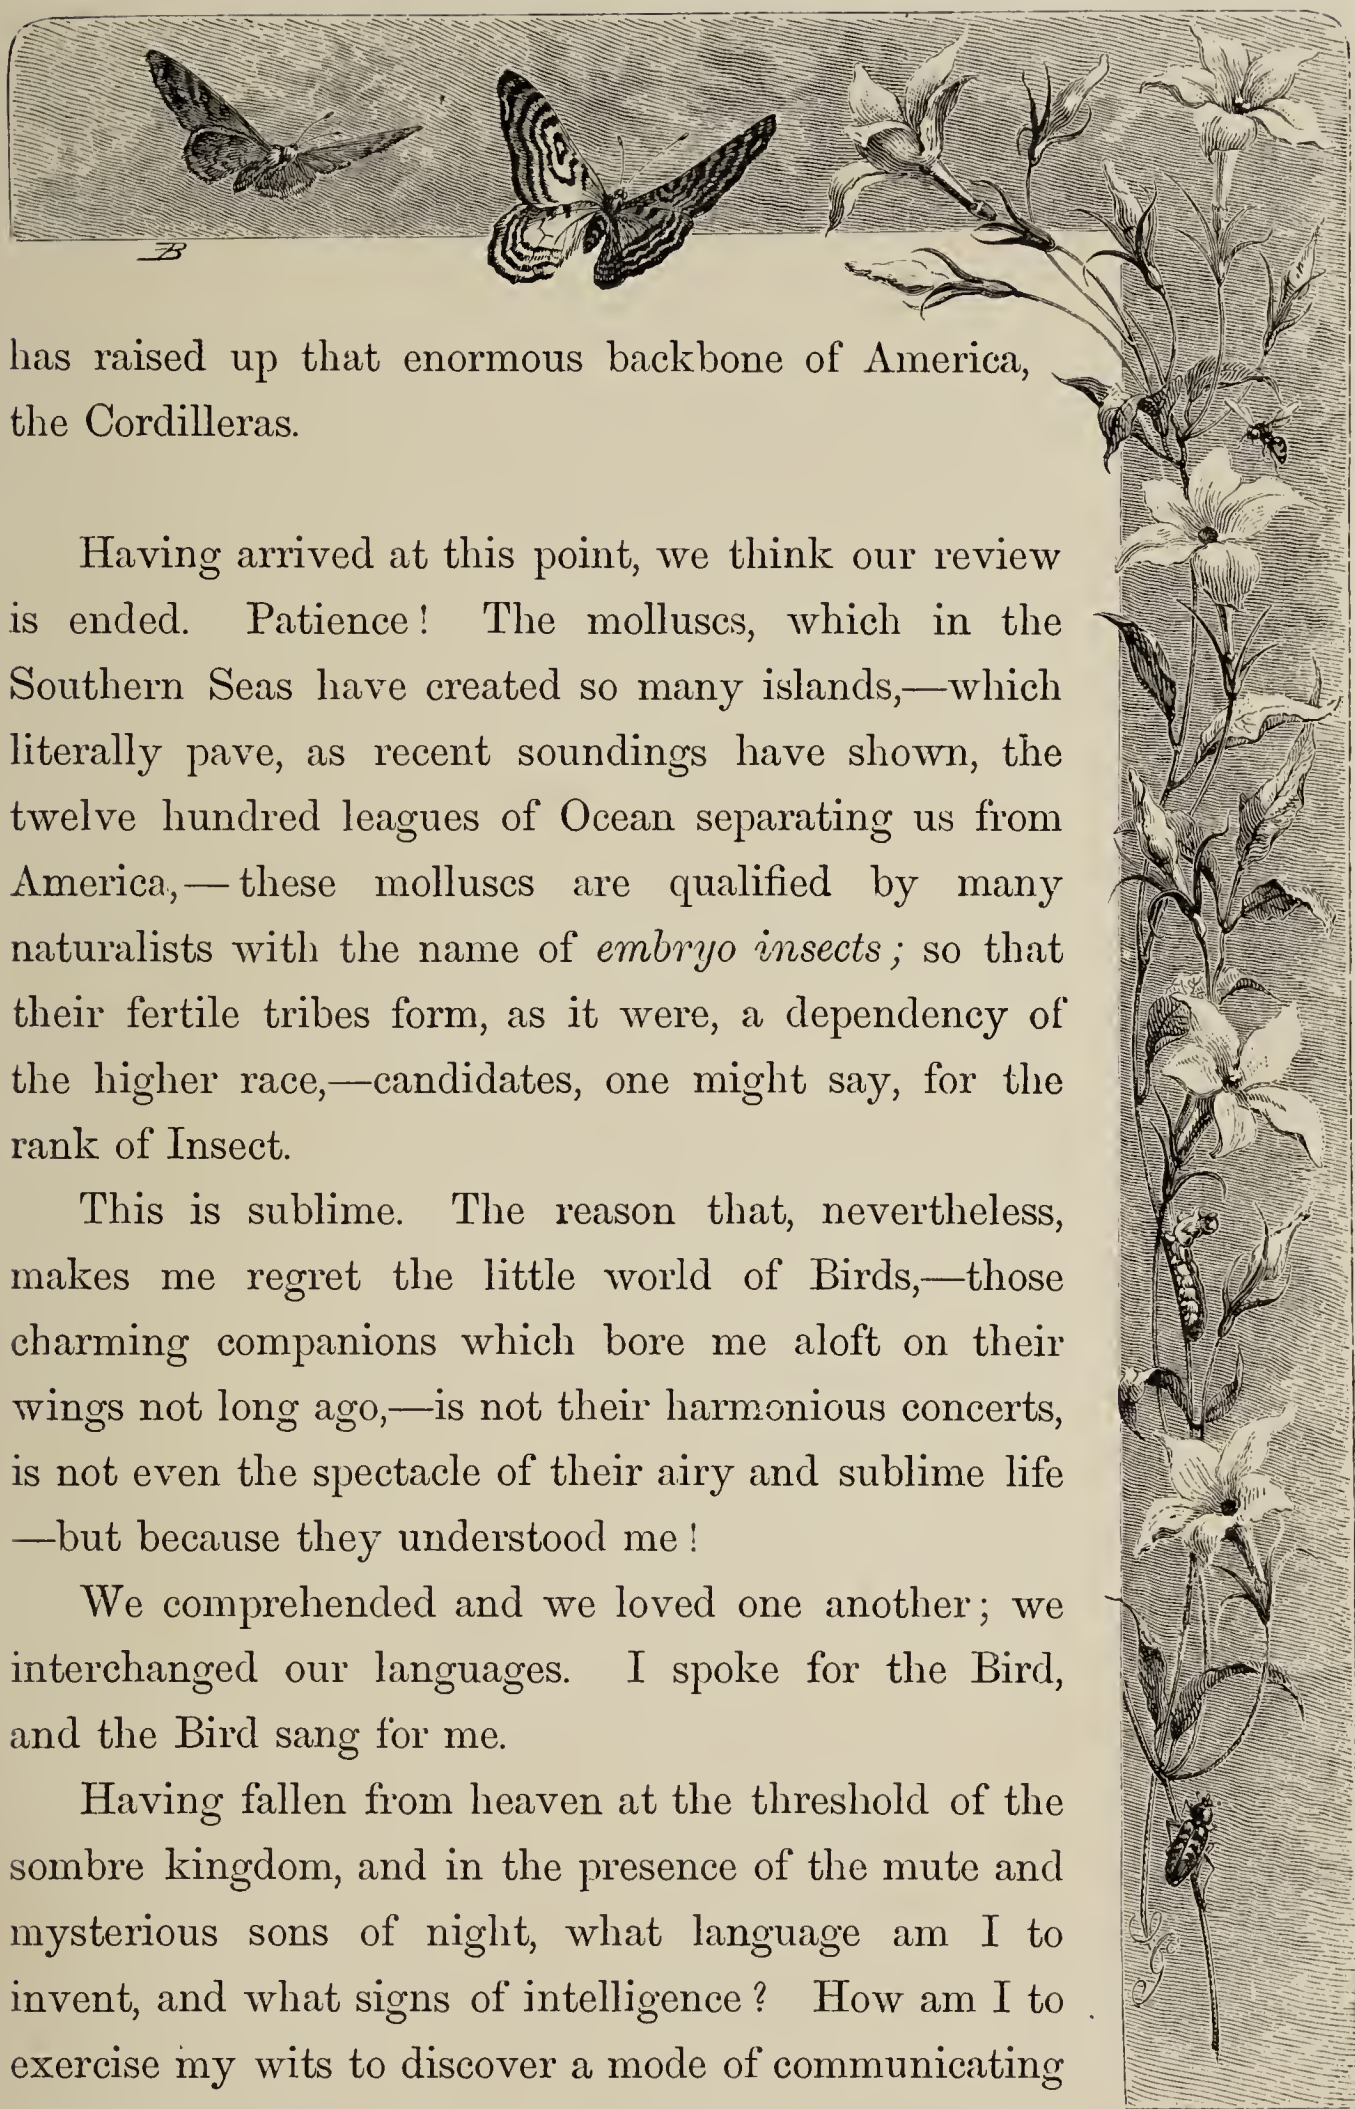 has raised up that enormous backbone of America,
the Cordilleras.
Having arrived at this point, we think our review
is ended. Patience! The molluscs, which in the
Southern Seas have created so many islands,—which
literally pave, as recent soundings have shown, the
twelve hundred leagues of Ocean separating us from
America,—these molluscs are qualified by many
naturalists with the name of embryo insects; so that
their fertile tribes form, as it were, a dependency of
the higher race,—candidates, one might say, for the
rank of Insect.
This is sublime. The reason that, nevertheless,
makes me regret the little world of Birds,—those
charming companions which bore me aloft on their
wings not long ago,—is not their harmonious concerts,
is not even the spectacle of their airy and sublime life
—but because they understood me!
We comprehended and we loved one another; we
interchanged our languages. I spoke for the Bird,
and the Bird sang for me.
Having fallen from heaven at the threshold of the
sombre kingdom, and in the presence of the mute and
mysterious sons of night, what language am I to
invent, and what signs of intelligence? How am I to
exercise my wits to discover a mode of communicating